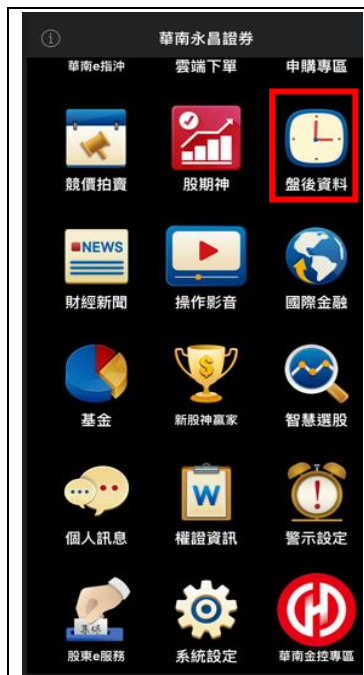 華南永昌證券
華南e指沖 雲端下單 申購專區
競價拍賣 股期神 盤後資料
NEWS
財經新聞 操作影音 國際金融
$
基金 新股神贏家 智慧選股
W
個人訊息 權證資訊 警示設定
集保
股東e服務 系統設定 華南金控專區